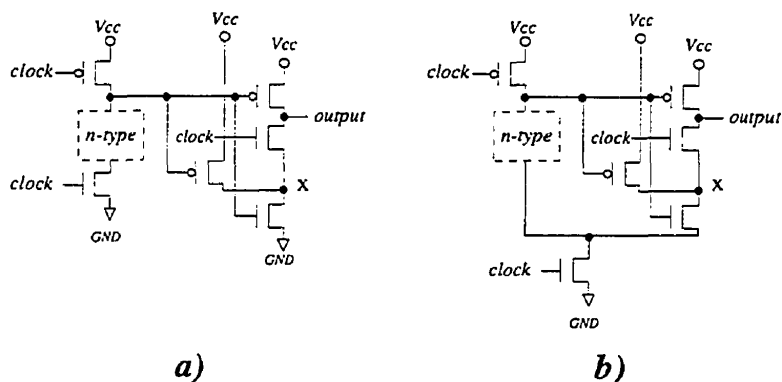 Vcc
Vcc
Vcc
clock
output
n-type
clock
X
clock
GND
GND
a)
Vcc
Vcc
Vcc
clock
output
n-type
clock
X
clock
GND
b)